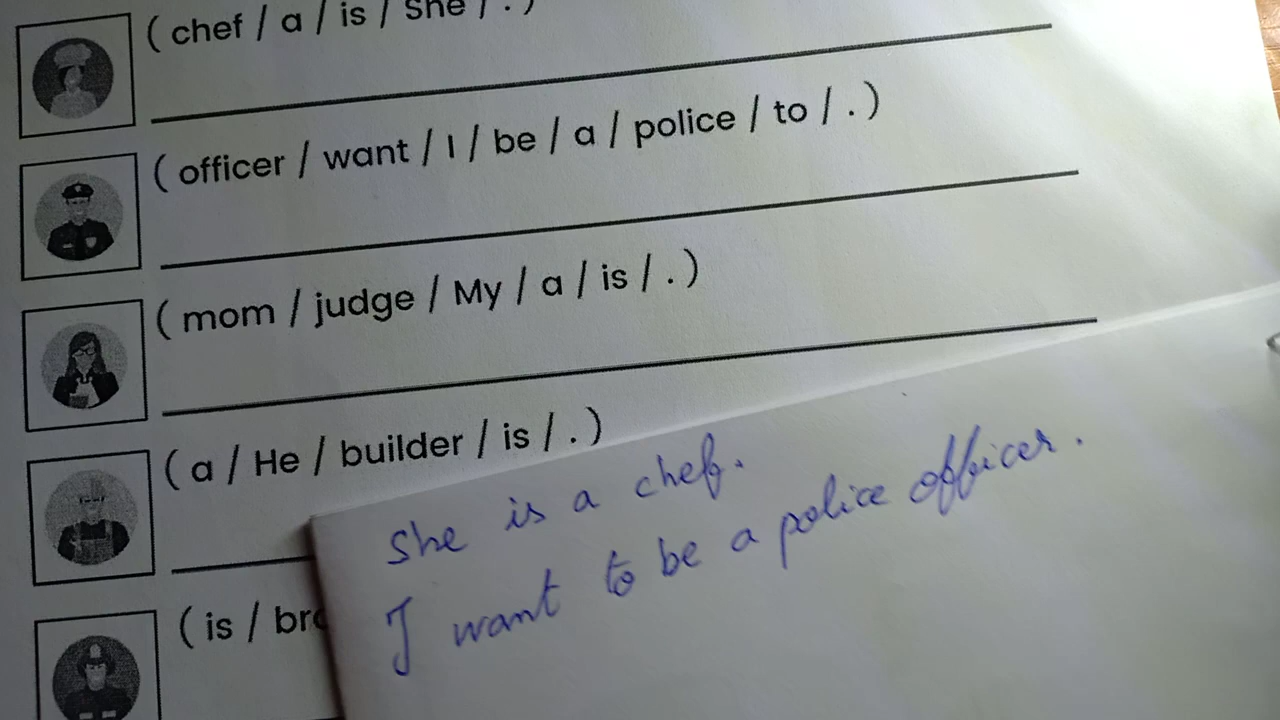 ( chef / a / is / She / . )
( officer / want / I / be / a / police / to / . )
( mom / judge / My / a / is / . )
( a / He / builder / is / . )
( is /
She is a chef.
I want to be a police officer.